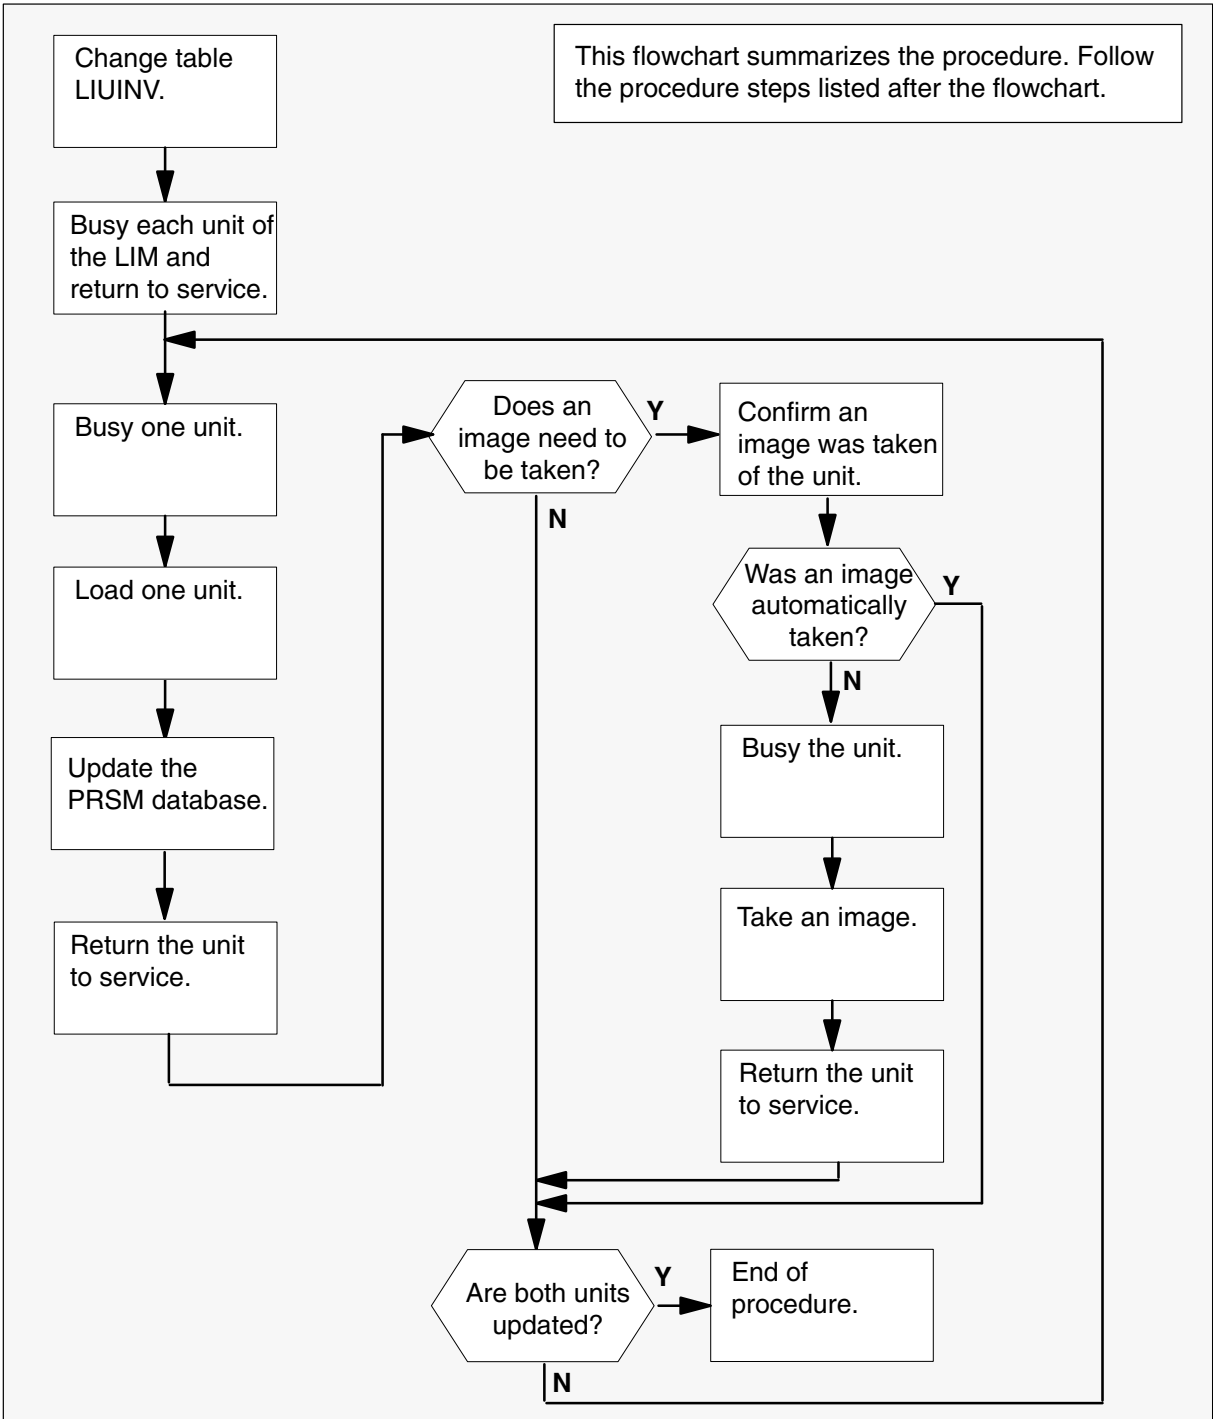 Change table
LIUINV.
This flowchart summarizes the procedure. Follow
the procedure steps listed after the flowchart.
Busy each unit of
the LIM and
return to service.
Busy one unit.
Load one unit.
Update the
PRSM database.
Return the unit
to service.
Does an
image need to
be taken?
Y
N
Confirm an
image was taken
of the unit.
Was an image
automatically
taken?
Y
N
Busy the unit.
Take an image.
Return the unit
to service.
Are both units
updated?
Y
N
End of
procedure.